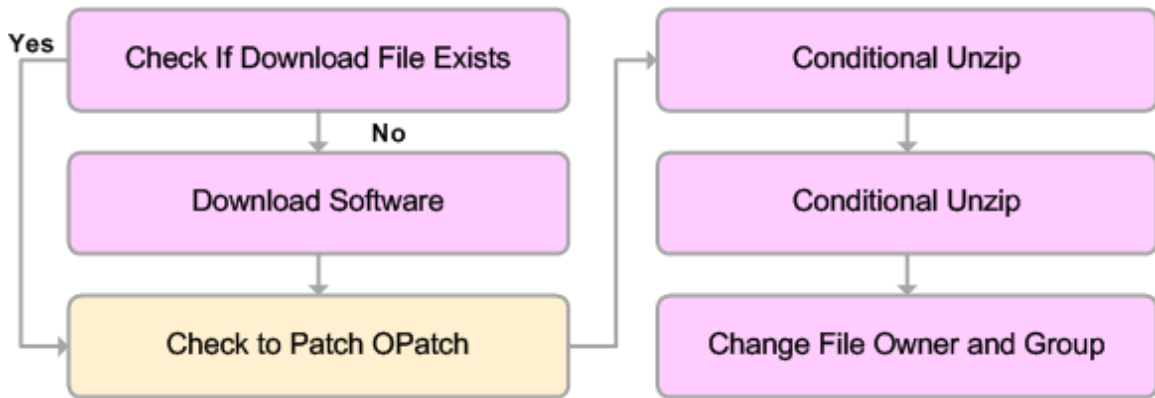 Yes
Check If Download File Exists
No
Download Software
Check to Patch OPatch
Conditional Unzip
Conditional Unzip
Change File Owner and Group